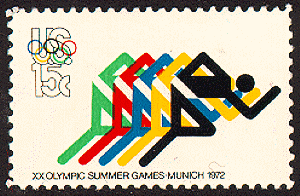 US
15c
XX OLYMPIC SUMMER GAMES·MUNICH 1972